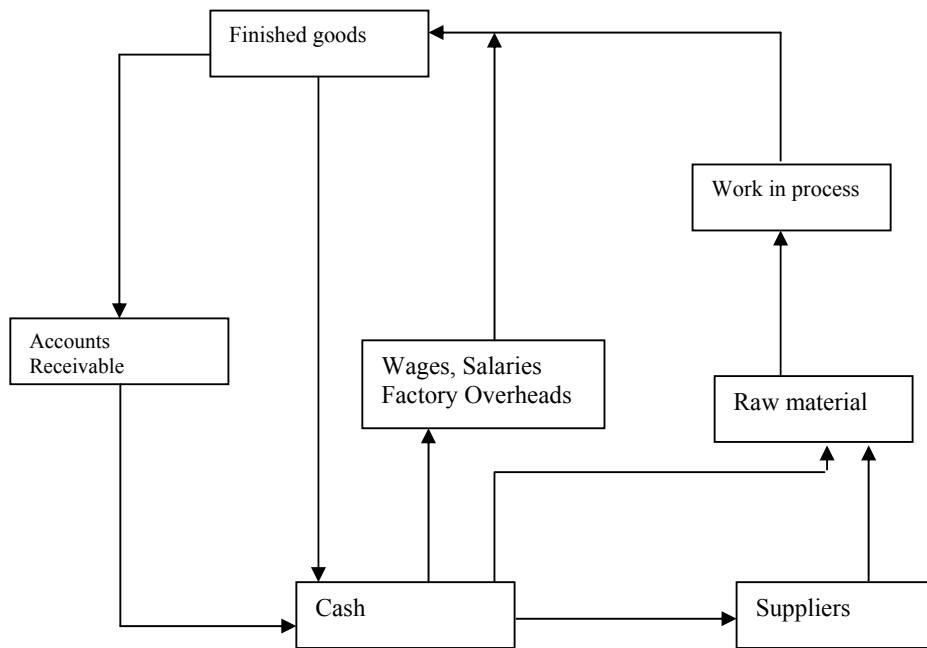 Finished goods
Work in process
Accounts
Receivable
Wages, Salaries
Factory Overheads
Raw material
Cash
Suppliers